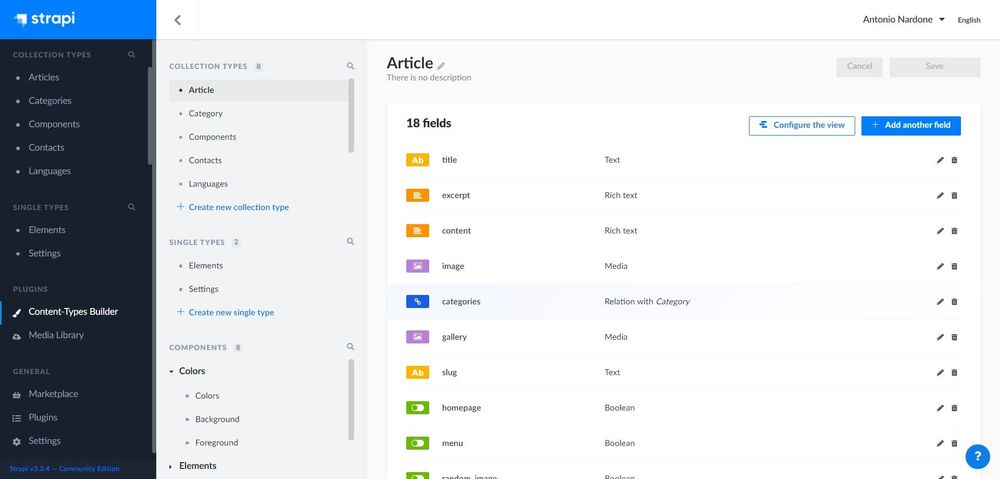 strapi
Antonio Nardone
English
COLLECTION TYPES
Articles
Categories
Components
Contacts
Languages
SINGLE TYPES
Elements
Settings
PLUGINS
Content-Types Builder
Media Library
GENERAL
Marketplace
Plugins
Settings
Strapi v3.3.4 — Community Edition
COLLECTION TYPES 8
Article
Category
Components
Contacts
Languages
+ Create new collection type
SINGLE TYPES 2
Elements
Settings
+ Create new single type
COMPONENTS 8
Colors
Colors
Background
Foreground
Elements
Article
There is no description
Cancel
Save
18 fields
Configure the view
+ Add another field
Ab title Text
excerpt Rich text
content Rich text
image Media
categories Relation with Category
gallery Media
Ab slug Text
homepage Boolean
menu Boolean
random_image Boolean
?